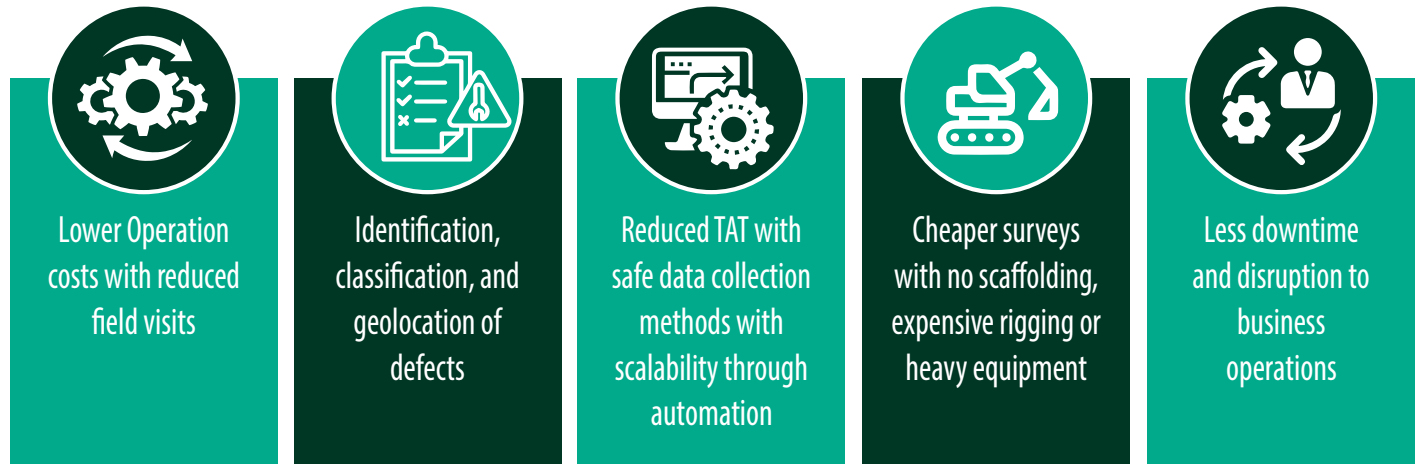 Lower Operation
costs with reduced
field visits
Identification,
classification, and
geolocation of
defects
Reduced TAT with
safe data collection
methods with
scalability through
automation
Cheaper surveys
with no scaffolding,
expensive rigging or
heavy equipment
Less downtime
and disruption to
business
operations